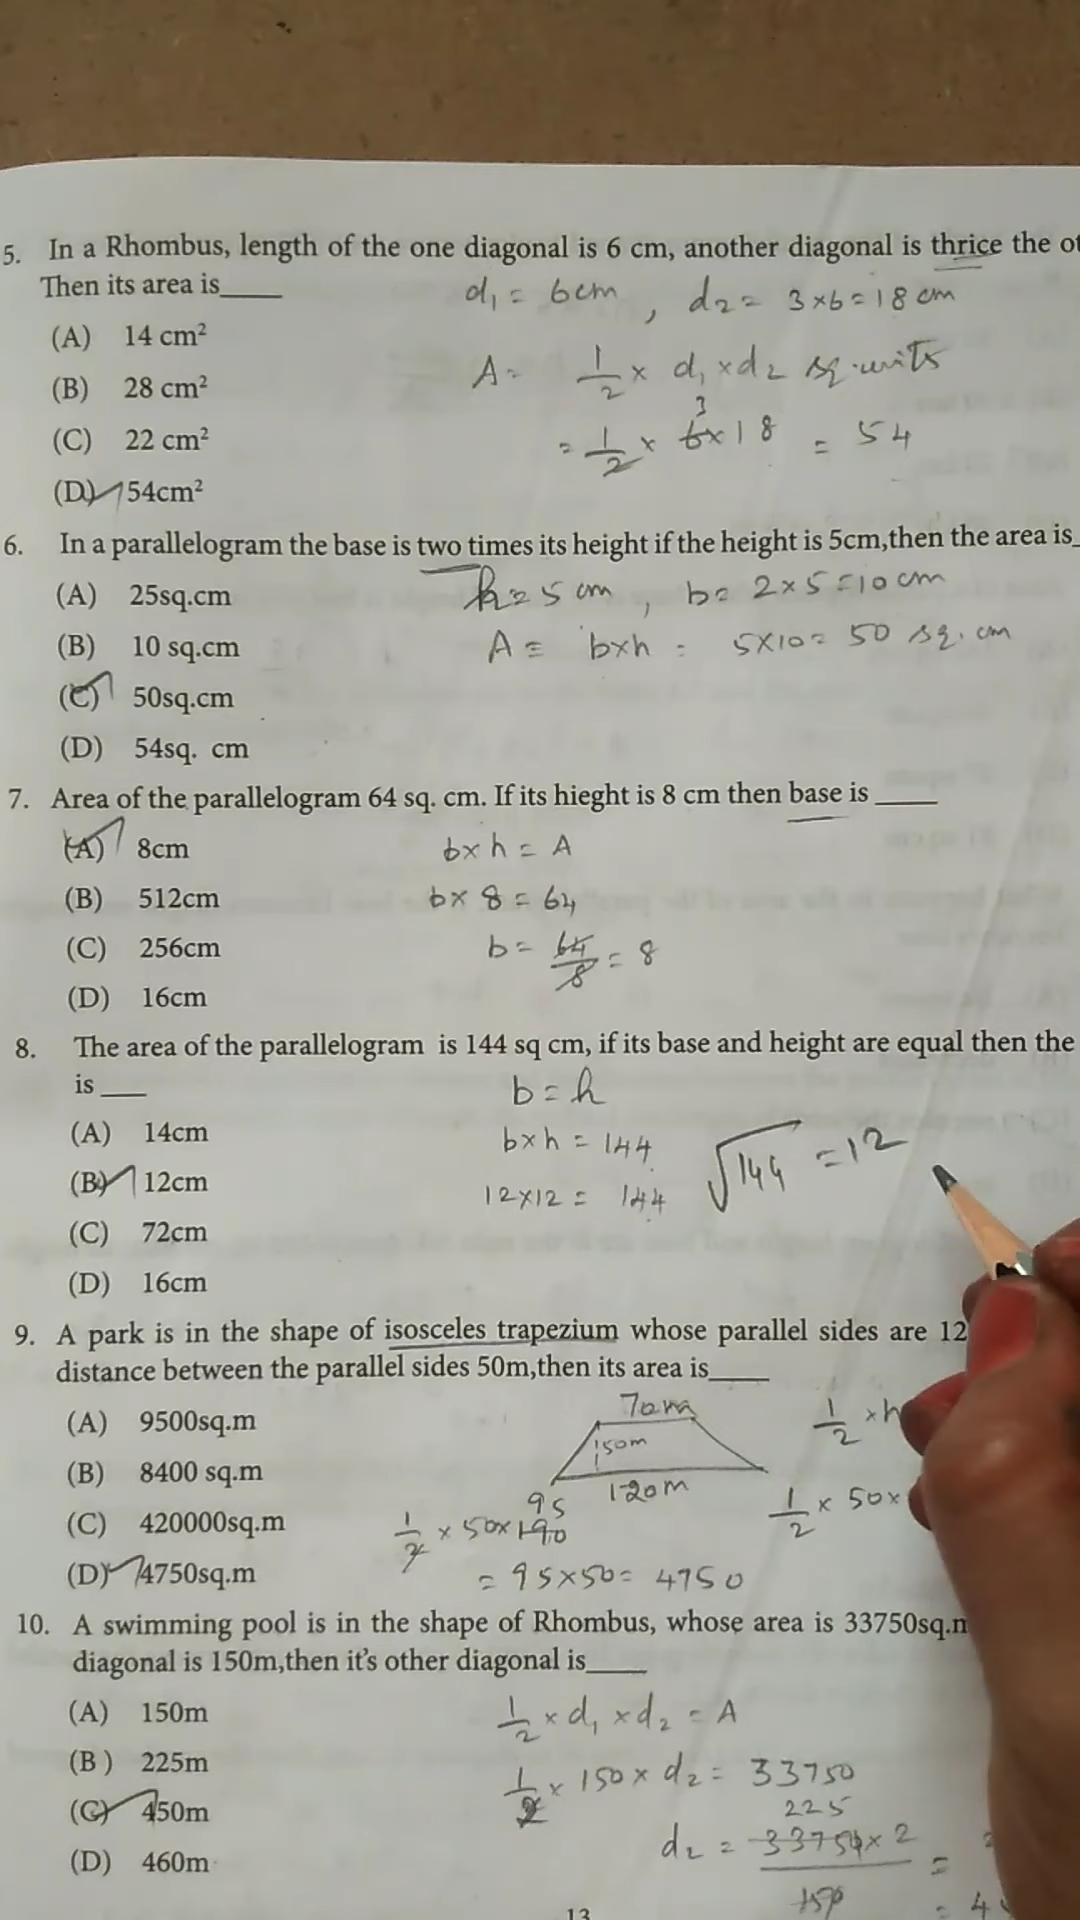 5. In a Rhombus, length of the one diagonal is 6 cm, another diagonal is thrice the
Then its area is____
d₁ = 6cm , d₂ = 3×6=18 cm
(A) 14 cm²
A = 1/2 × d₁ × d₂ sq.units
(B) 28 cm²
(C) 22 cm²
3
= 1/2 × 6×18 = 54
(D) 54cm²
6. In a parallelogram the base is two times its height if the height is 5cm,then the area is_
(A) 25sq.cm
h=5 cm , b= 2×5=10 cm
(B) 10 sq.cm
A = b×h = 5×10= 50 sq.cm
(C) 50sq.cm
(D) 54sq. cm
7. Area of the parallelogram 64 sq. cm. If its hieght is 8 cm then base is ____
(A) 8cm
b×h = A
(B) 512cm
b× 8 = 64
(C) 256cm
b= 64/8 = 8
(D) 16cm
8. The area of the parallelogram is 144 sq cm, if its base and height are equal then the
is ____
b=h
(A) 14cm
b×h = 144
√144 =12
(B) 12cm
12×12 = 144
(C) 72cm
(D) 16cm
9. A park is in the shape of isosceles trapezium whose parallel sides are 12
distance between the parallel sides 50m,then its area is____
(A) 9500sq.m
70m
1/2 ×h
(B) 8400 sq.m
50m
120m
1/2 × 50×
(C) 420000sq.m
95
1/2 × 50×190
(D) 4750sq.m
= 95×50= 4750
10. A swimming pool is in the shape of Rhombus, whose area is 33750sq.m
diagonal is 150m,then it's other diagonal is____
(A) 150m
1/2 × d₁ × d₂ = A
(B ) 225m
1/2 × 150 × d₂ = 33750
(C) 450m
225
d₂ = 33750×2/150 =
(D) 460m
= 4
13